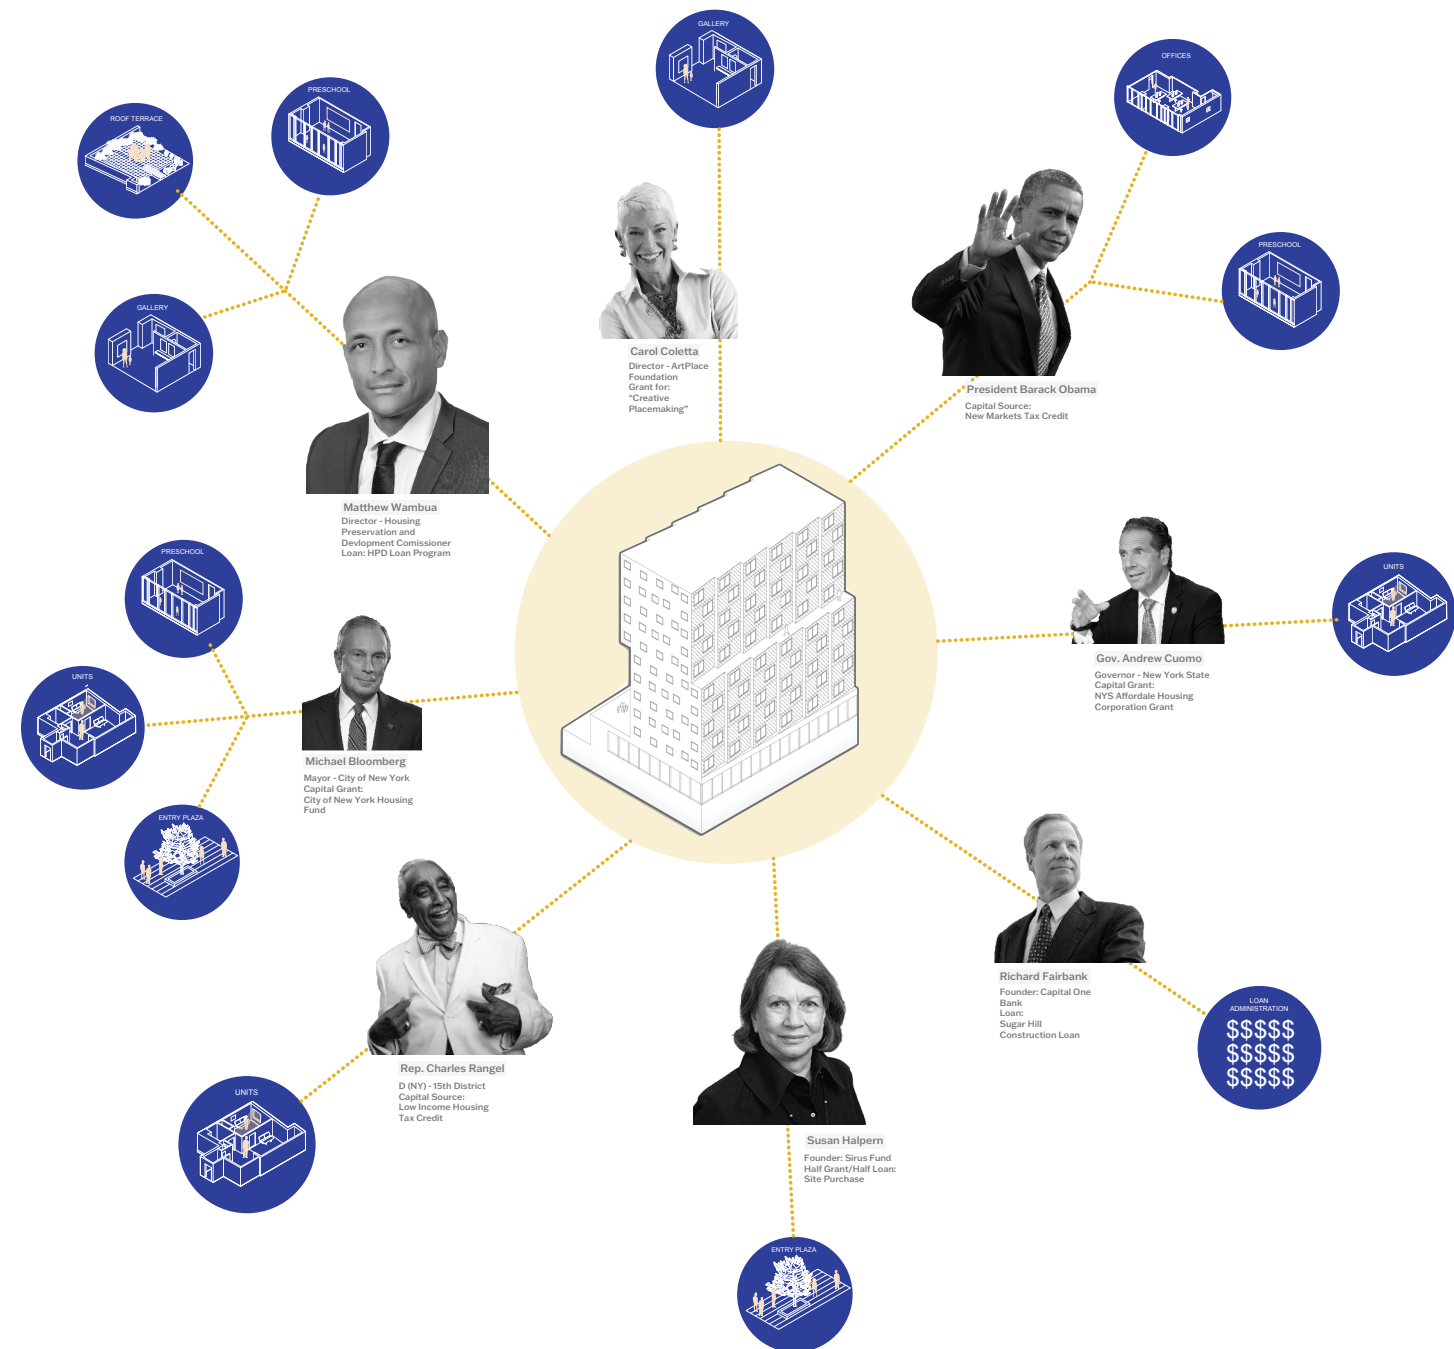 GALLERY
OFFICES
PRESCHOOL
ROOF TERRACE
PRESCHOOL
GALLERY
Carol Coletta
Director - ArtPlace
Foundation
Grant for:
“Creative
Placemaking”
President Barack Obama
Capital Source:
New Markets Tax Credit
Matthew Wambua
Director - Housing
Preservation and
Devlopment Comissioner
Loan: HPD Loan Program
PRESCHOOL
UNITS
ENTRY PLAZA
Michael Bloomberg
Mayor - City of New York
Capital Grant:
City of New York Housing
Fund
Gov. Andrew Cuomo
Governor - New York State
Capital Grant:
NYS Affordale Housing
Corporation Grant
UNITS
Richard Fairbank
Founder: Capital One
Bank
Loan:
Sugar Hill
Construction Loan
LOAN
ADMINISTRATION
$$$$$
$$$$$
$$$$$
Rep. Charles Rangel
D (NY) - 15th District
Capital Source:
Low Income Housing
Tax Credit
UNITS
Susan Halpern
Founder: Sirus Fund
Half Grant/Half Loan:
Site Purchase
ENTRY PLAZA